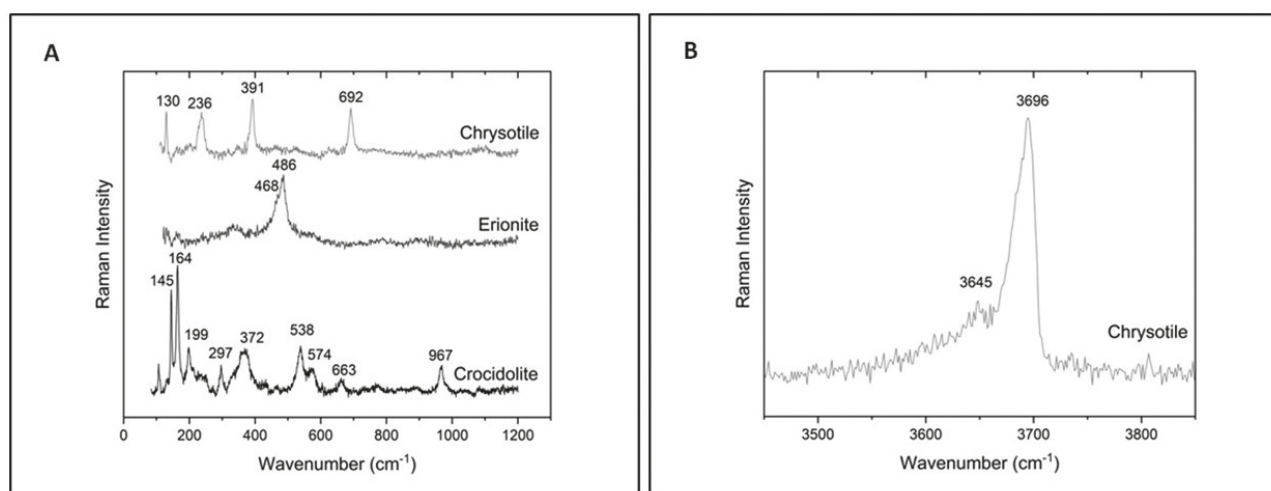 A
130
236
391
692
Chrysotile
486
468
Erionite
164
145
199
297
372
538
574
663
967
Crocidolite
Raman Intensity
0 200 400 600 800 1000 1200
Wavenumber (cm⁻¹)
B
3696
3645
Chrysotile
Raman Intensity
3500 3600 3700 3800
Wavenumber (cm⁻¹)